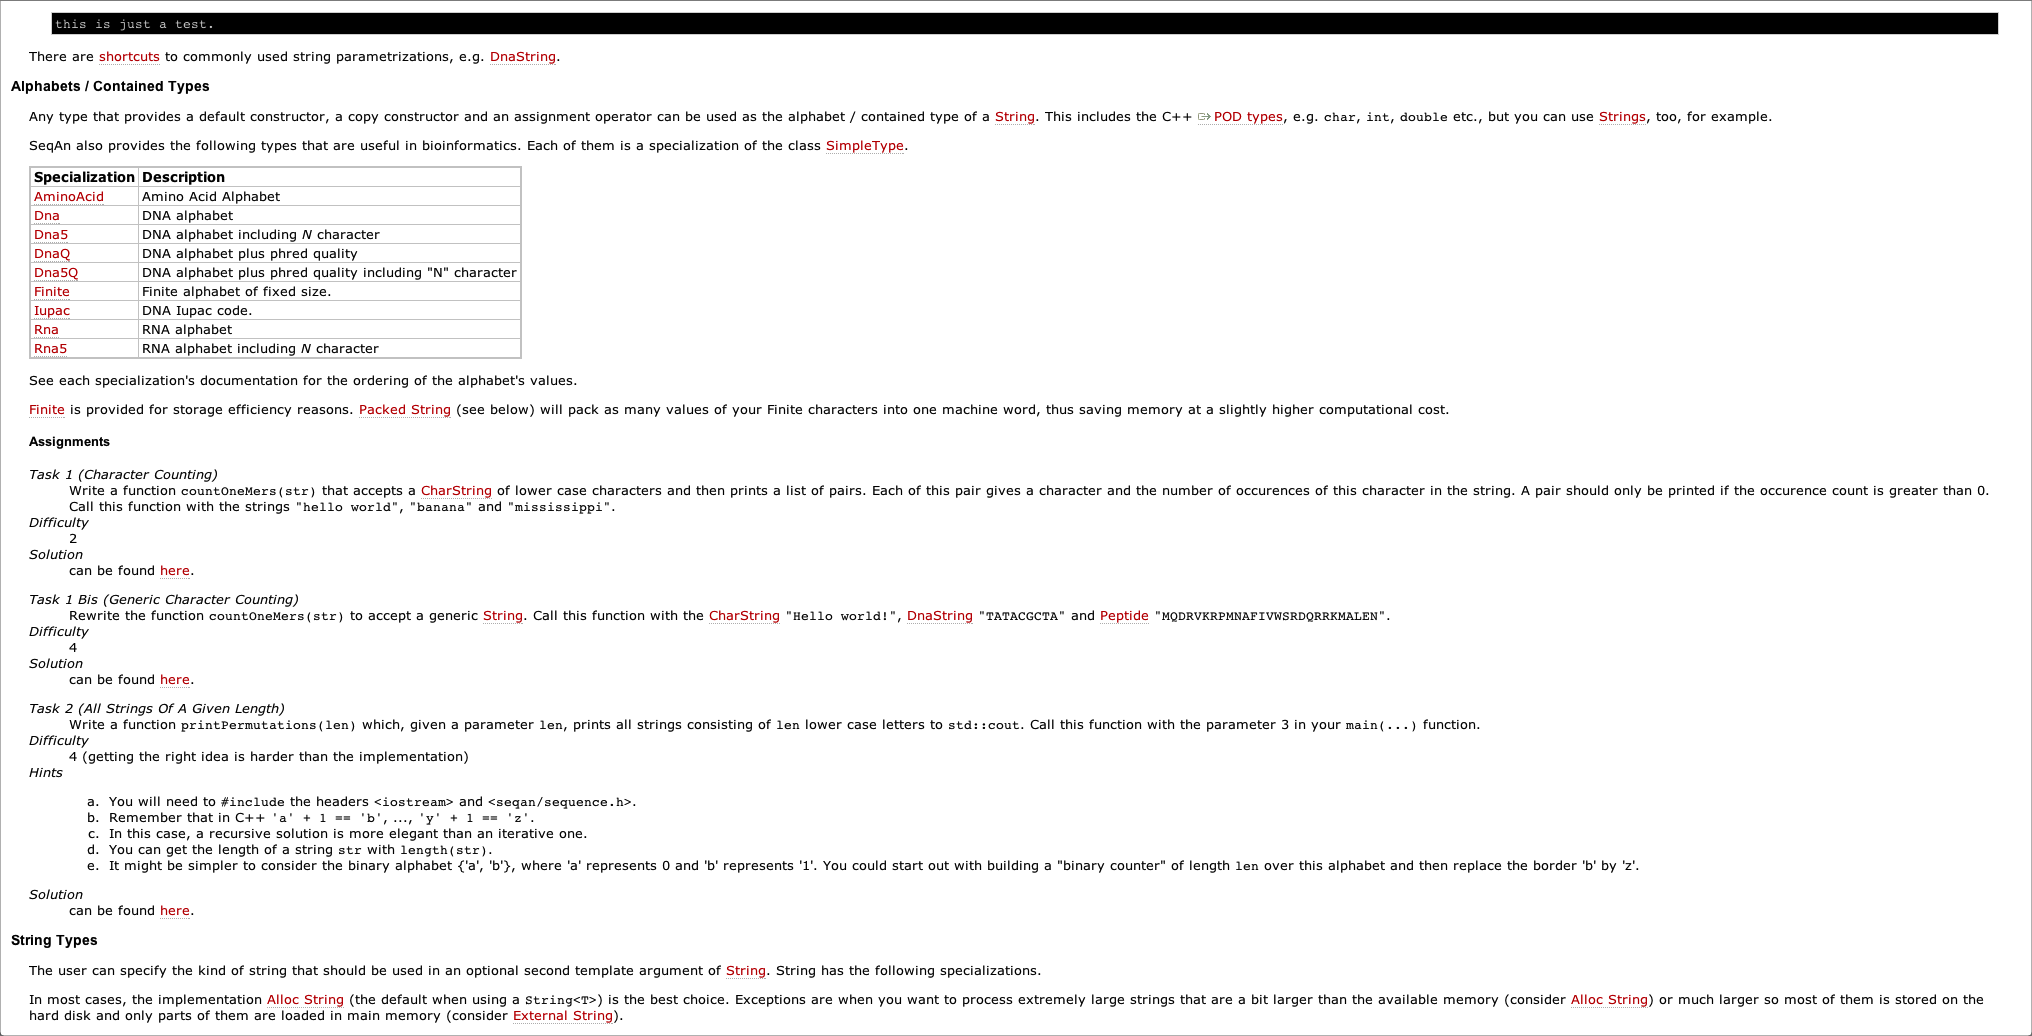 this is just a test.
There are shortcuts to commonly used string parametrizations, e.g. DnaString.
Alphabets / Contained Types
Any type that provides a default constructor, a copy constructor and an assignment operator can be used as the alphabet / contained type of a String. This includes the C++ POD types, e.g. char, int, double etc., but you can use Strings, too, for example.
SeqAn also provides the following types that are useful in bioinformatics. Each of them is a specialization of the class SimpleType.
Specialization Description
AminoAcid Amino Acid Alphabet
Dna DNA alphabet
Dna5 DNA alphabet including N character
DnaQ DNA alphabet plus phred quality
Dna5Q DNA alphabet plus phred quality including "N" character
Finite Finite alphabet of fixed size.
Iupac DNA Iupac code.
Rna RNA alphabet
Rna5 RNA alphabet including N character
See each specialization's documentation for the ordering of the alphabet's values.
Finite is provided for storage efficiency reasons. Packed String (see below) will pack as many values of your Finite characters into one machine word, thus saving memory at a slightly higher computational cost.
Assignments
Task 1 (Character Counting)
Write a function countOneMers(str) that accepts a CharString of lower case characters and then prints a list of pairs. Each of this pair gives a character and the number of occurences of this character in the string. A pair should only be printed if the occurence count is greater than 0.
Call this function with the strings "hello world", "banana" and "mississippi".
Difficulty
2
Solution
can be found here.
Task 1 Bis (Generic Character Counting)
Rewrite the function countOneMers(str) to accept a generic String. Call this function with the CharString "Hello world!", DnaString "TATACGCTA" and Peptide "MQDRVKRPMNAFIVWSRDQRRKMALEN".
Difficulty
4
Solution
can be found here.
Task 2 (All Strings Of A Given Length)
Write a function printPermutations(len) which, given a parameter len, prints all strings consisting of len lower case letters to std::cout. Call this function with the parameter 3 in your main(...) function.
Difficulty
4 (getting the right idea is harder than the implementation)
Hints
a. You will need to #include the headers <iostream> and <seqan/sequence.h>.
b. Remember that in C++ 'a' + 1 == 'b', ..., 'y' + 1 == 'z'.
c. In this case, a recursive solution is more elegant than an iterative one.
d. You can get the length of a string str with length(str).
e. It might be simpler to consider the binary alphabet {'a', 'b'}, where 'a' represents 0 and 'b' represents '1'. You could start out with building a "binary counter" of length len over this alphabet and then replace the border 'b' by 'z'.
Solution
can be found here.
String Types
The user can specify the kind of string that should be used in an optional second template argument of String. String has the following specializations.
In most cases, the implementation Alloc String (the default when using a String<T>) is the best choice. Exceptions are when you want to process extremely large strings that are a bit larger than the available memory (consider Alloc String) or much larger so most of them is stored on the
hard disk and only parts of them are loaded in main memory (consider External String).